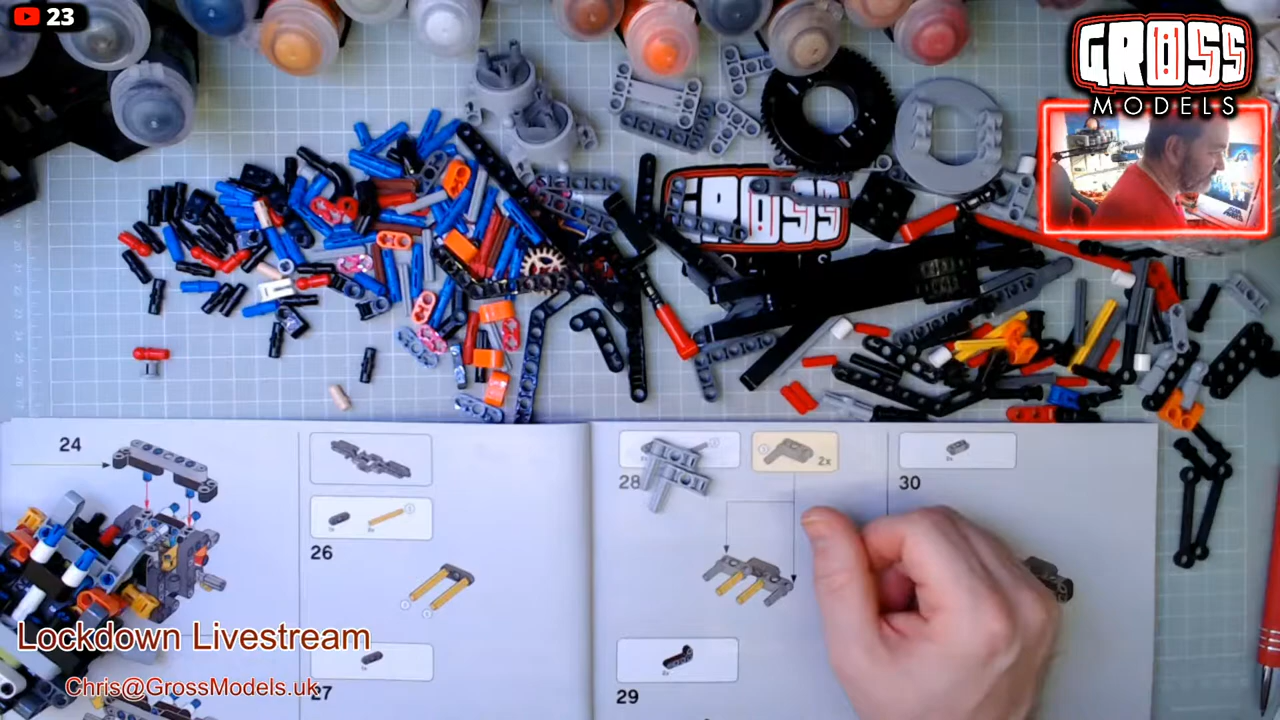 23
GROSS
MODELS
GROSS
24
26
27
28
2x
29
30
Lockdown Livestream
Chris@GrossModels.uk